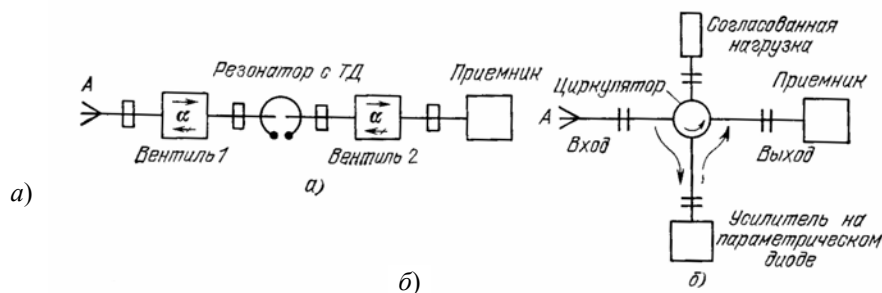 Резонатор с ТД
Приемник
A
α
α
Вентиль 1
Вентиль 2
а)
Согласованная
нагрузка
Циркулятор
Приемник
A
Вход
Выход
Усилитель на
параметрическом
диоде
б)
а)
б)